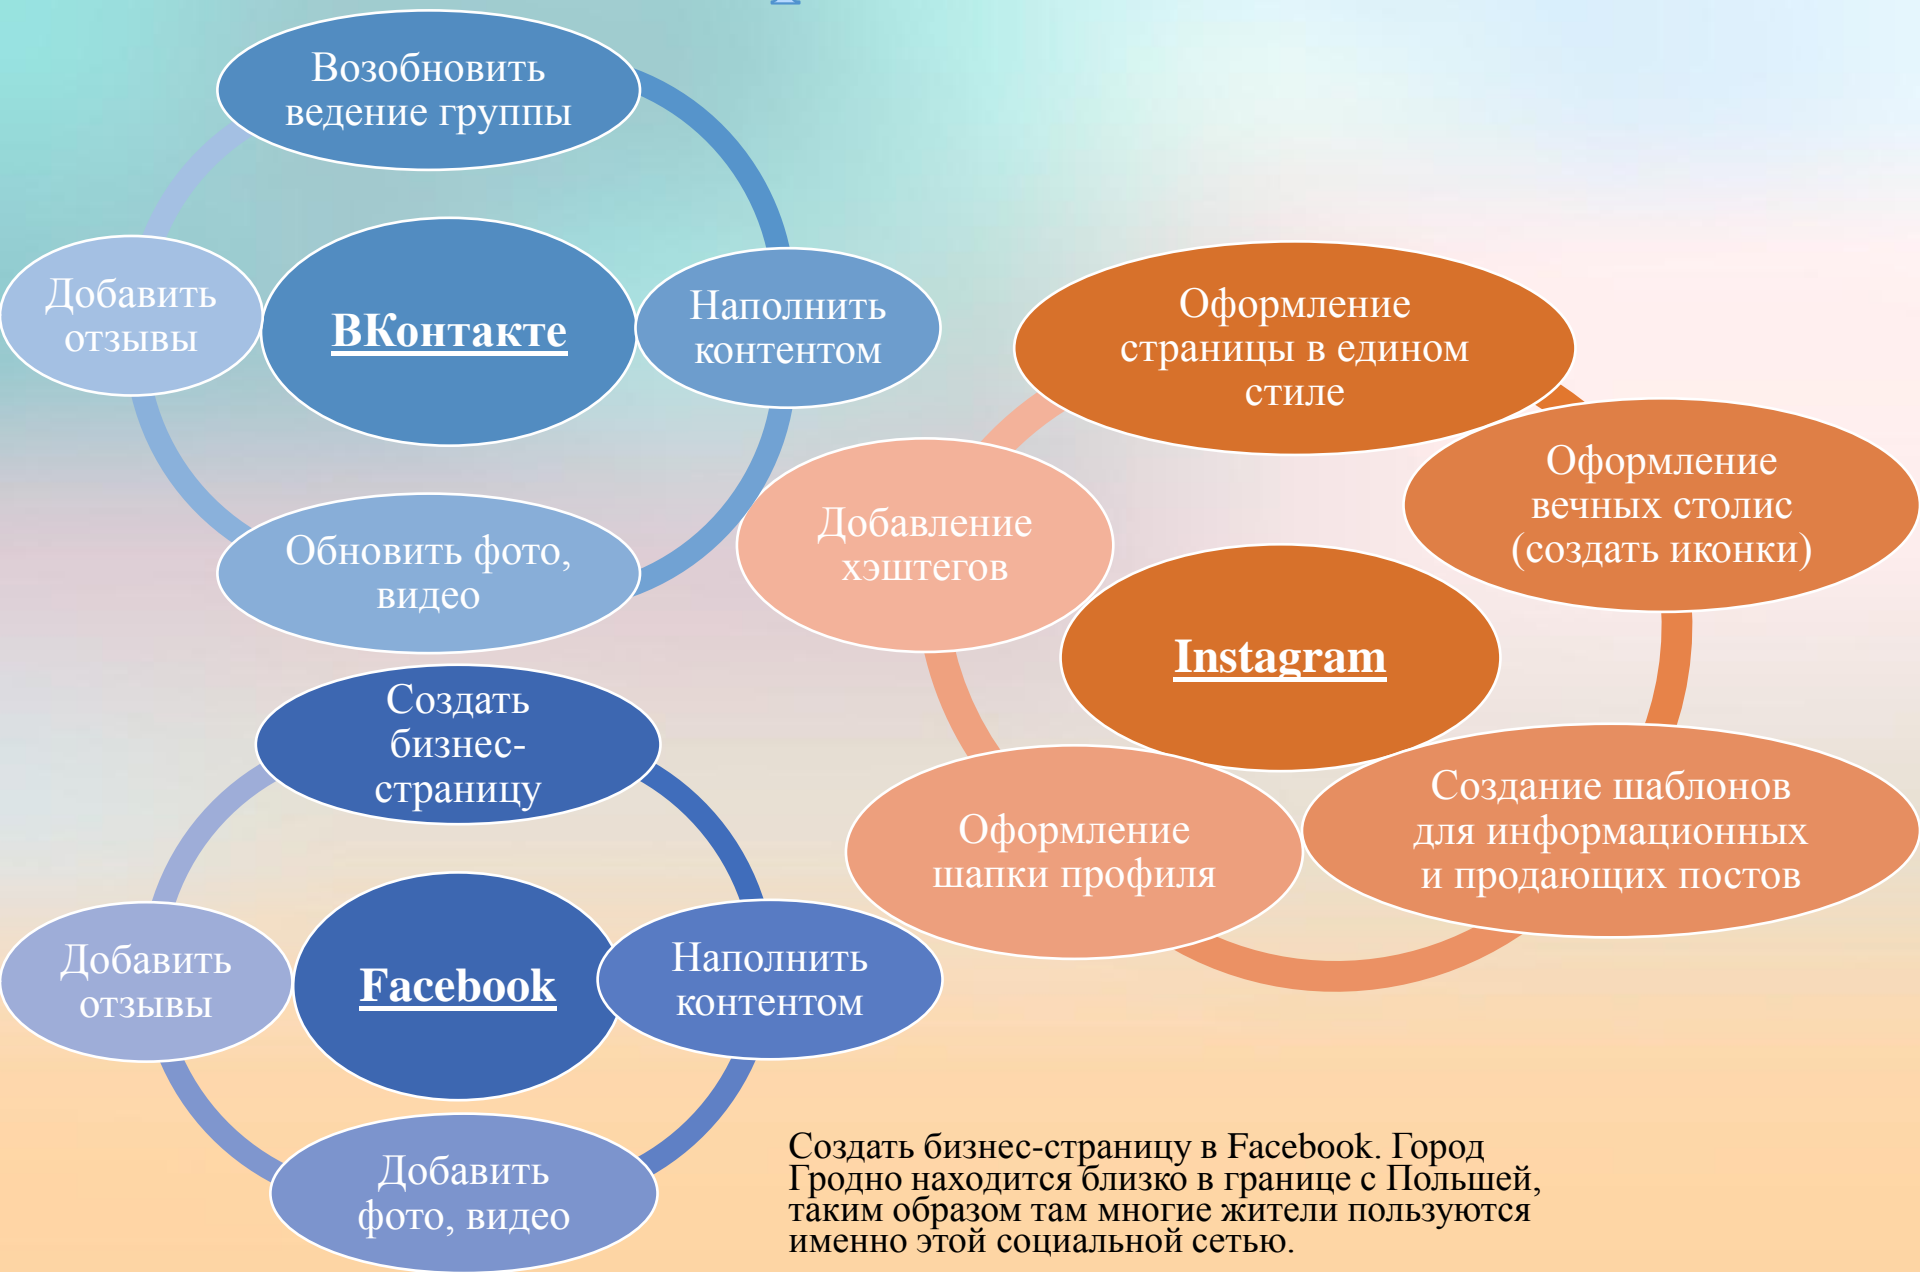 Возобновить
ведение группы
Добавить
отзывы
ВКонтакте
Наполнить
контентом
Обновить фото,
видео
Оформление
страницы в едином
стиле
Оформление
вечных столис
(создать иконки)
Добавление
хэштегов
Instagram
Создание шаблонов
для информационных
и продающих постов
Оформление
шапки профиля
Создать
бизнес-
страницу
Добавить
отзывы
Facebook
Наполнить
контентом
Добавить
фото, видео
Создать бизнес-страницу в Facebook. Город
Гродно находится близко в границе с Польшей,
таким образом там многие жители пользуются
именно этой социальной сетью.